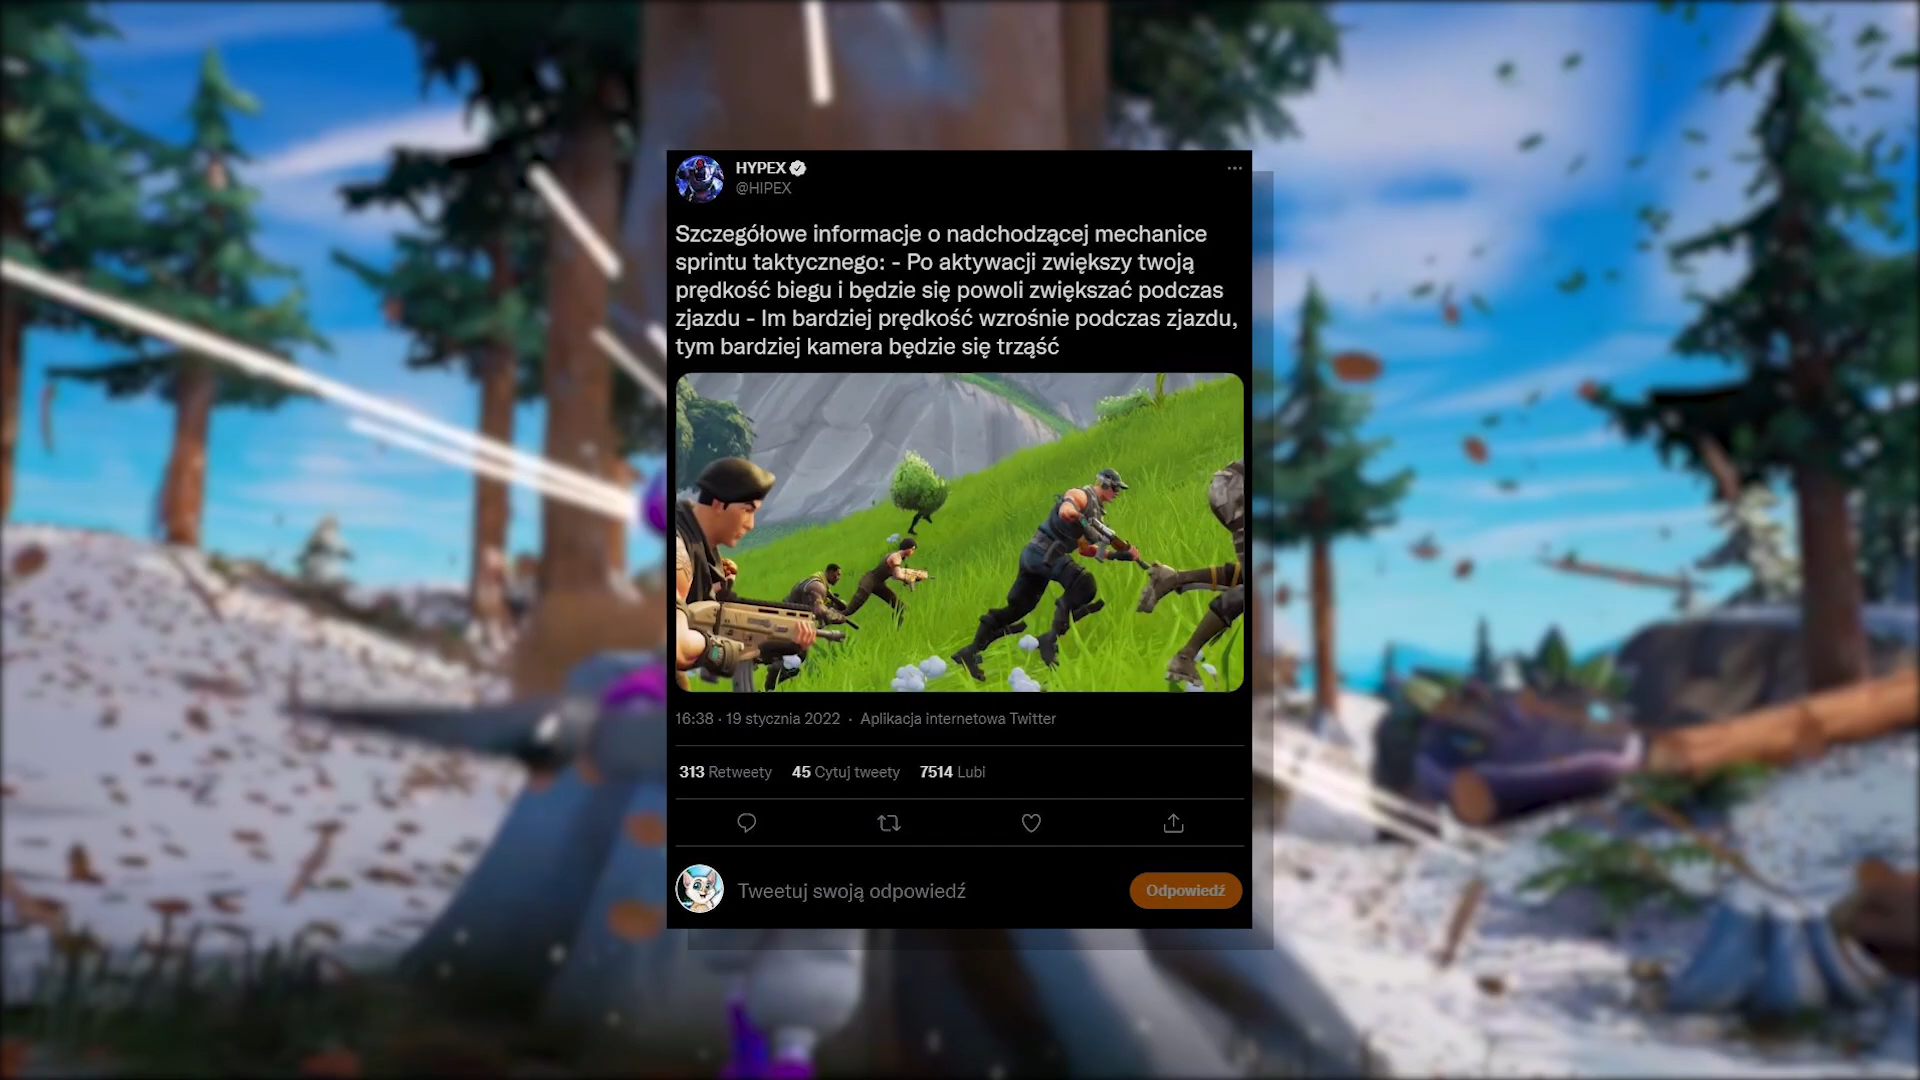 HYPEX
@HIPEX
Szczegółowe informacje o nadchodzącej mechanice
sprintu taktycznego: - Po aktywacji zwiększy twoją
prędkość biegu i będzie się powoli zwiększać podczas
zjazdu - Im bardziej prędkość wzrośnie podczas zjazdu,
tym bardziej kamera będzie się trząść
16:38 · 19 stycznia 2022 · Aplikacja internetowa Twitter
313 Retweety 45 Cytuj tweety 7514 Lubi
Tweetuj swoją odpowiedź
Odpowiedź